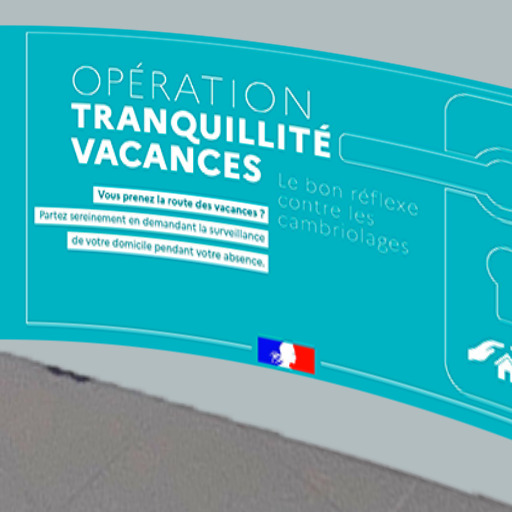 OPÉRATION
TRANQUILLITÉ
VACANCES
Le bon réflexe
contre les
cambriolages
Vous prenez la route des vacances ?
Partez sereinement en demandant la surveillance
de votre domicile pendant votre absence.